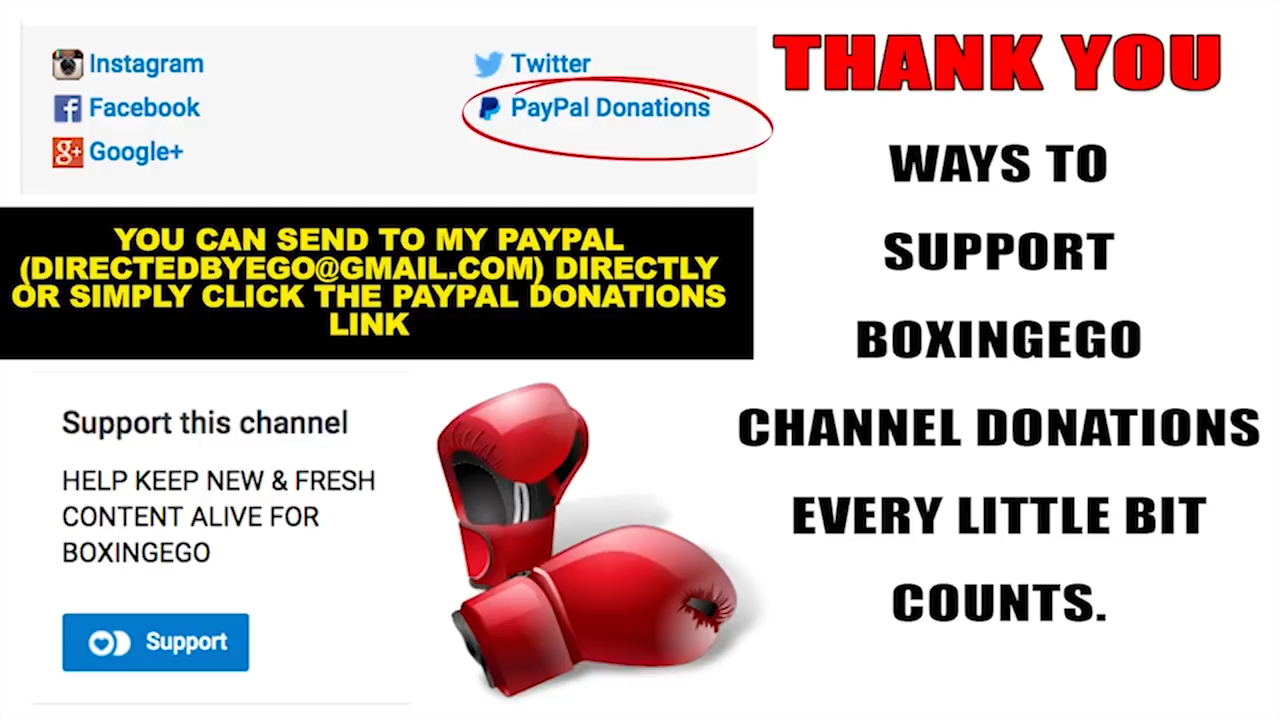 Instagram
Twitter
Facebook
PayPal Donations
Google+
YOU CAN SEND TO MY PAYPAL
(DIRECTEDBYEGO@GMAIL.COM) DIRECTLY
OR SIMPLY CLICK THE PAYPAL DONATIONS
LINK
Support this channel
HELP KEEP NEW & FRESH
CONTENT ALIVE FOR
BOXINGEGO
Support
THANK YOU
WAYS TO
SUPPORT
BOXINGEGO
CHANNEL DONATIONS
EVERY LITTLE BIT
COUNTS.